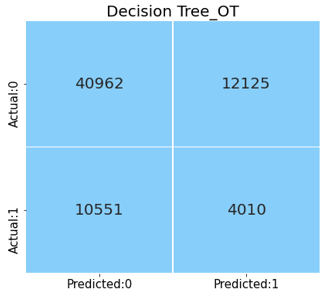 Decision Tree_OT
Actual:0
40962 12125
Actual:1
10551 4010
Predicted:0 Predicted:1